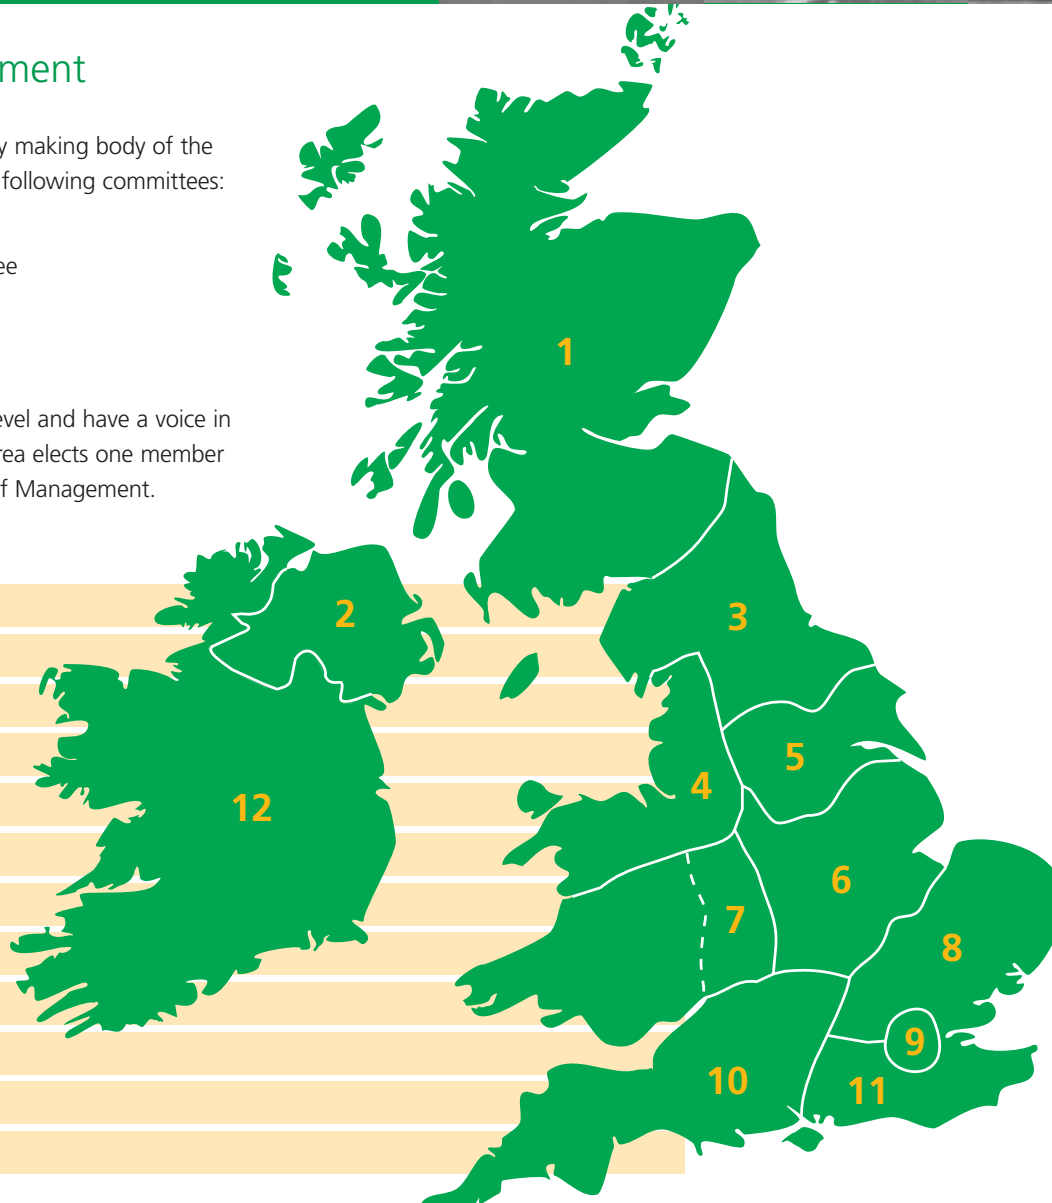 ment
y making body of the
following committees:
ee
evel and have a voice in
rea elects one member
f Management.
1
2
3
5
4
12
6
7
8
9
10
11